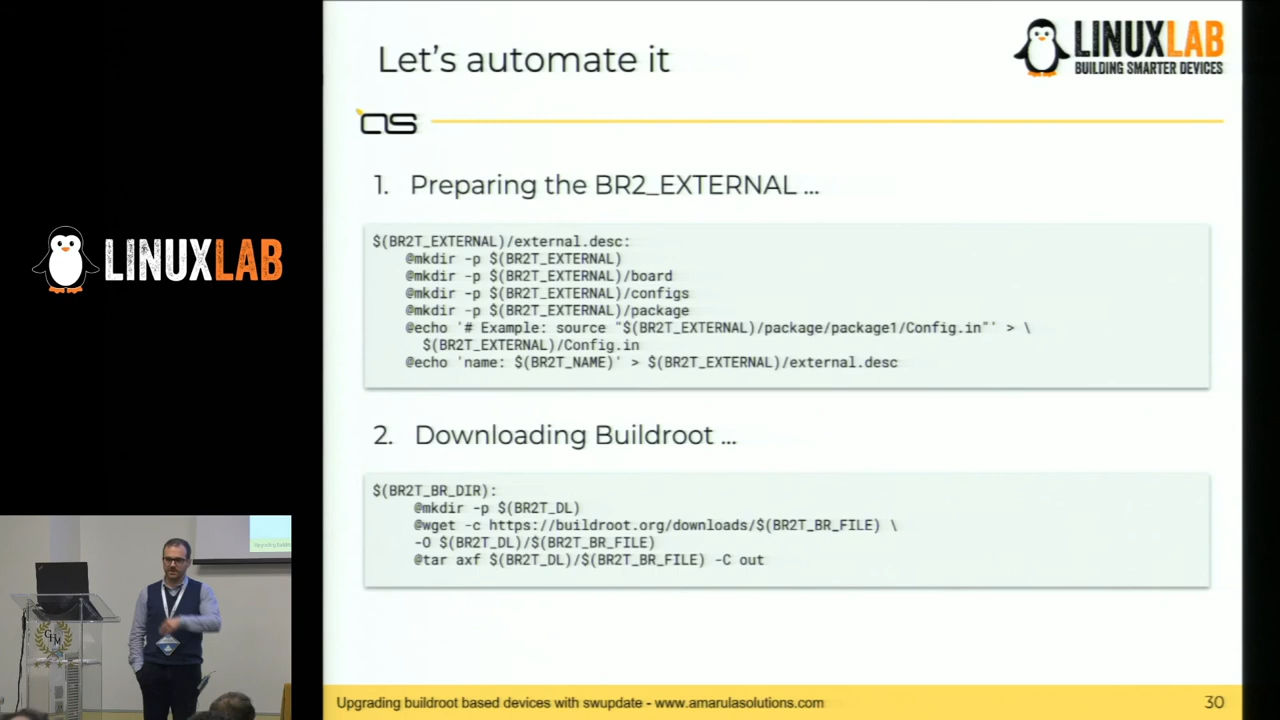 Let's automate it
LINUXLAB
BUILDING SMARTER DEVICES
as
1. Preparing the BR2_EXTERNAL ...
$(BR2T_EXTERNAL)/external.desc:
@mkdir -p $(BR2T_EXTERNAL)
@mkdir -p $(BR2T_EXTERNAL)/board
@mkdir -p $(BR2T_EXTERNAL)/configs
@mkdir -p $(BR2T_EXTERNAL)/package
@echo '# Example: source "$(BR2T_EXTERNAL)/package/package1/Config.in"' > \
$(BR2T_EXTERNAL)/Config.in
@echo 'name: $(BR2T_NAME)' > $(BR2T_EXTERNAL)/external.desc
LINUXLAB
2. Downloading Buildroot ...
$(BR2T_BR_DIR):
@mkdir -p $(BR2T_DL)
@wget -c https://buildroot.org/downloads/$(BR2T_BR_FILE) \
-O $(BR2T_DL)/$(BR2T_BR_FILE)
@tar axf $(BR2T_DL)/$(BR2T_BR_FILE) -C out
GHM
Upgrading buildroot based devices with swupdate - www.amarulasolutions.com
30